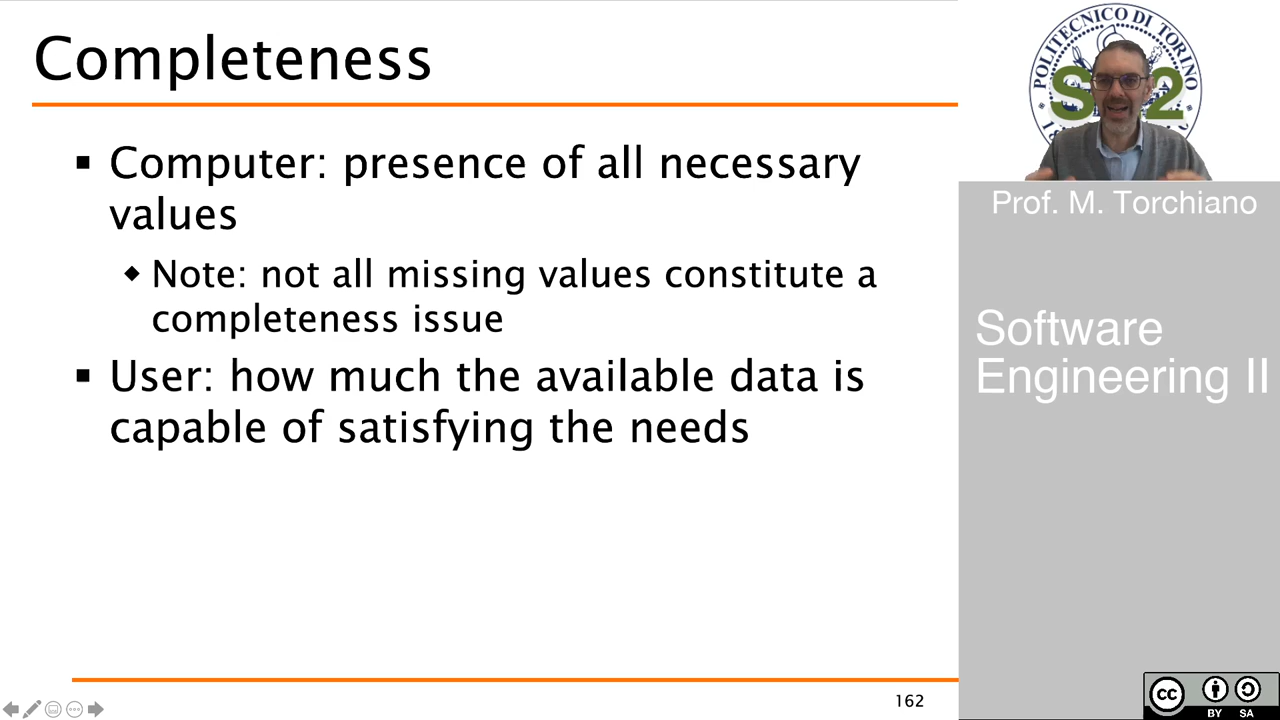 Completeness
Computer: presence of all necessary
values
Note: not all missing values constitute a
completeness issue
User: how much the available data is
capable of satisfying the needs
162
POLITECNICO DI TORINO
S 2
Prof. M. Torchiano
Software
Engineering II
cc
BY SA